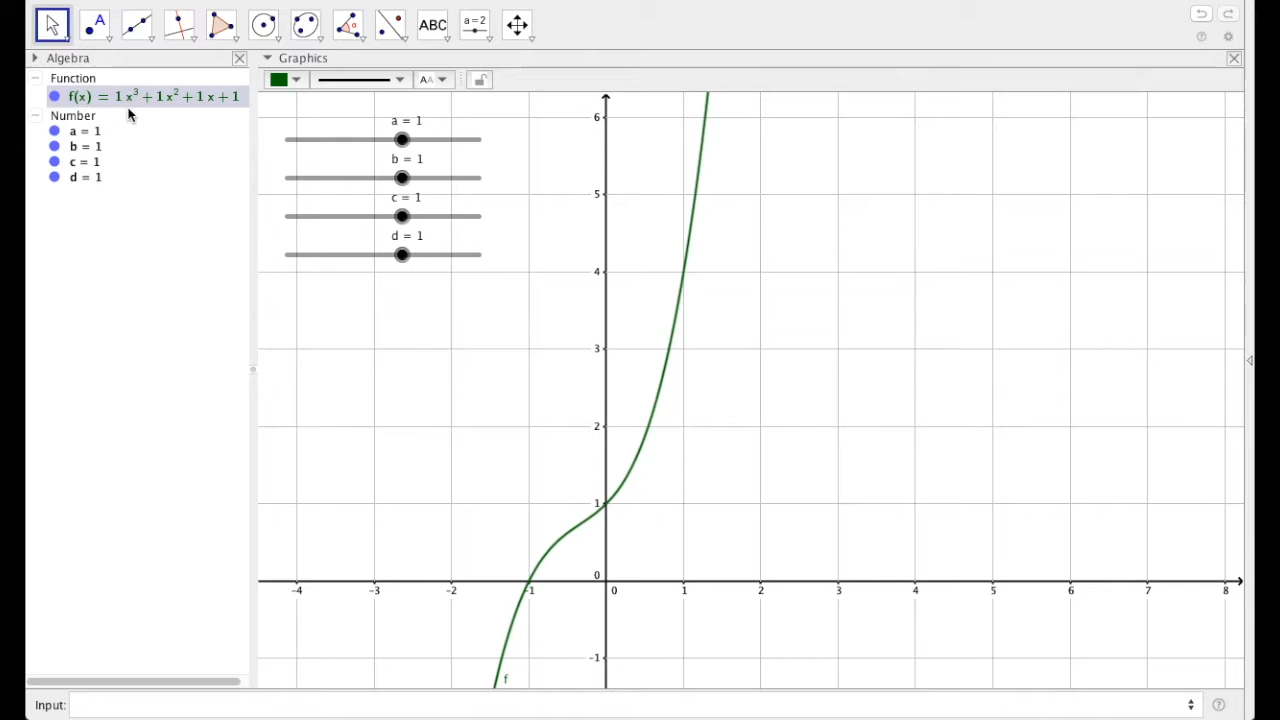 ABC
a=2
Algebra
Graphics
Function
f(x) = 1 x³ + 1 x² + 1 x + 1
Number
a = 1
b = 1
c = 1
d = 1
AA
a = 1
b = 1
c = 1
d = 1
6
5
4
3
2
1
0
-1
-4
-3
-2
-1
0
1
2
3
4
5
6
7
8
f
Input: